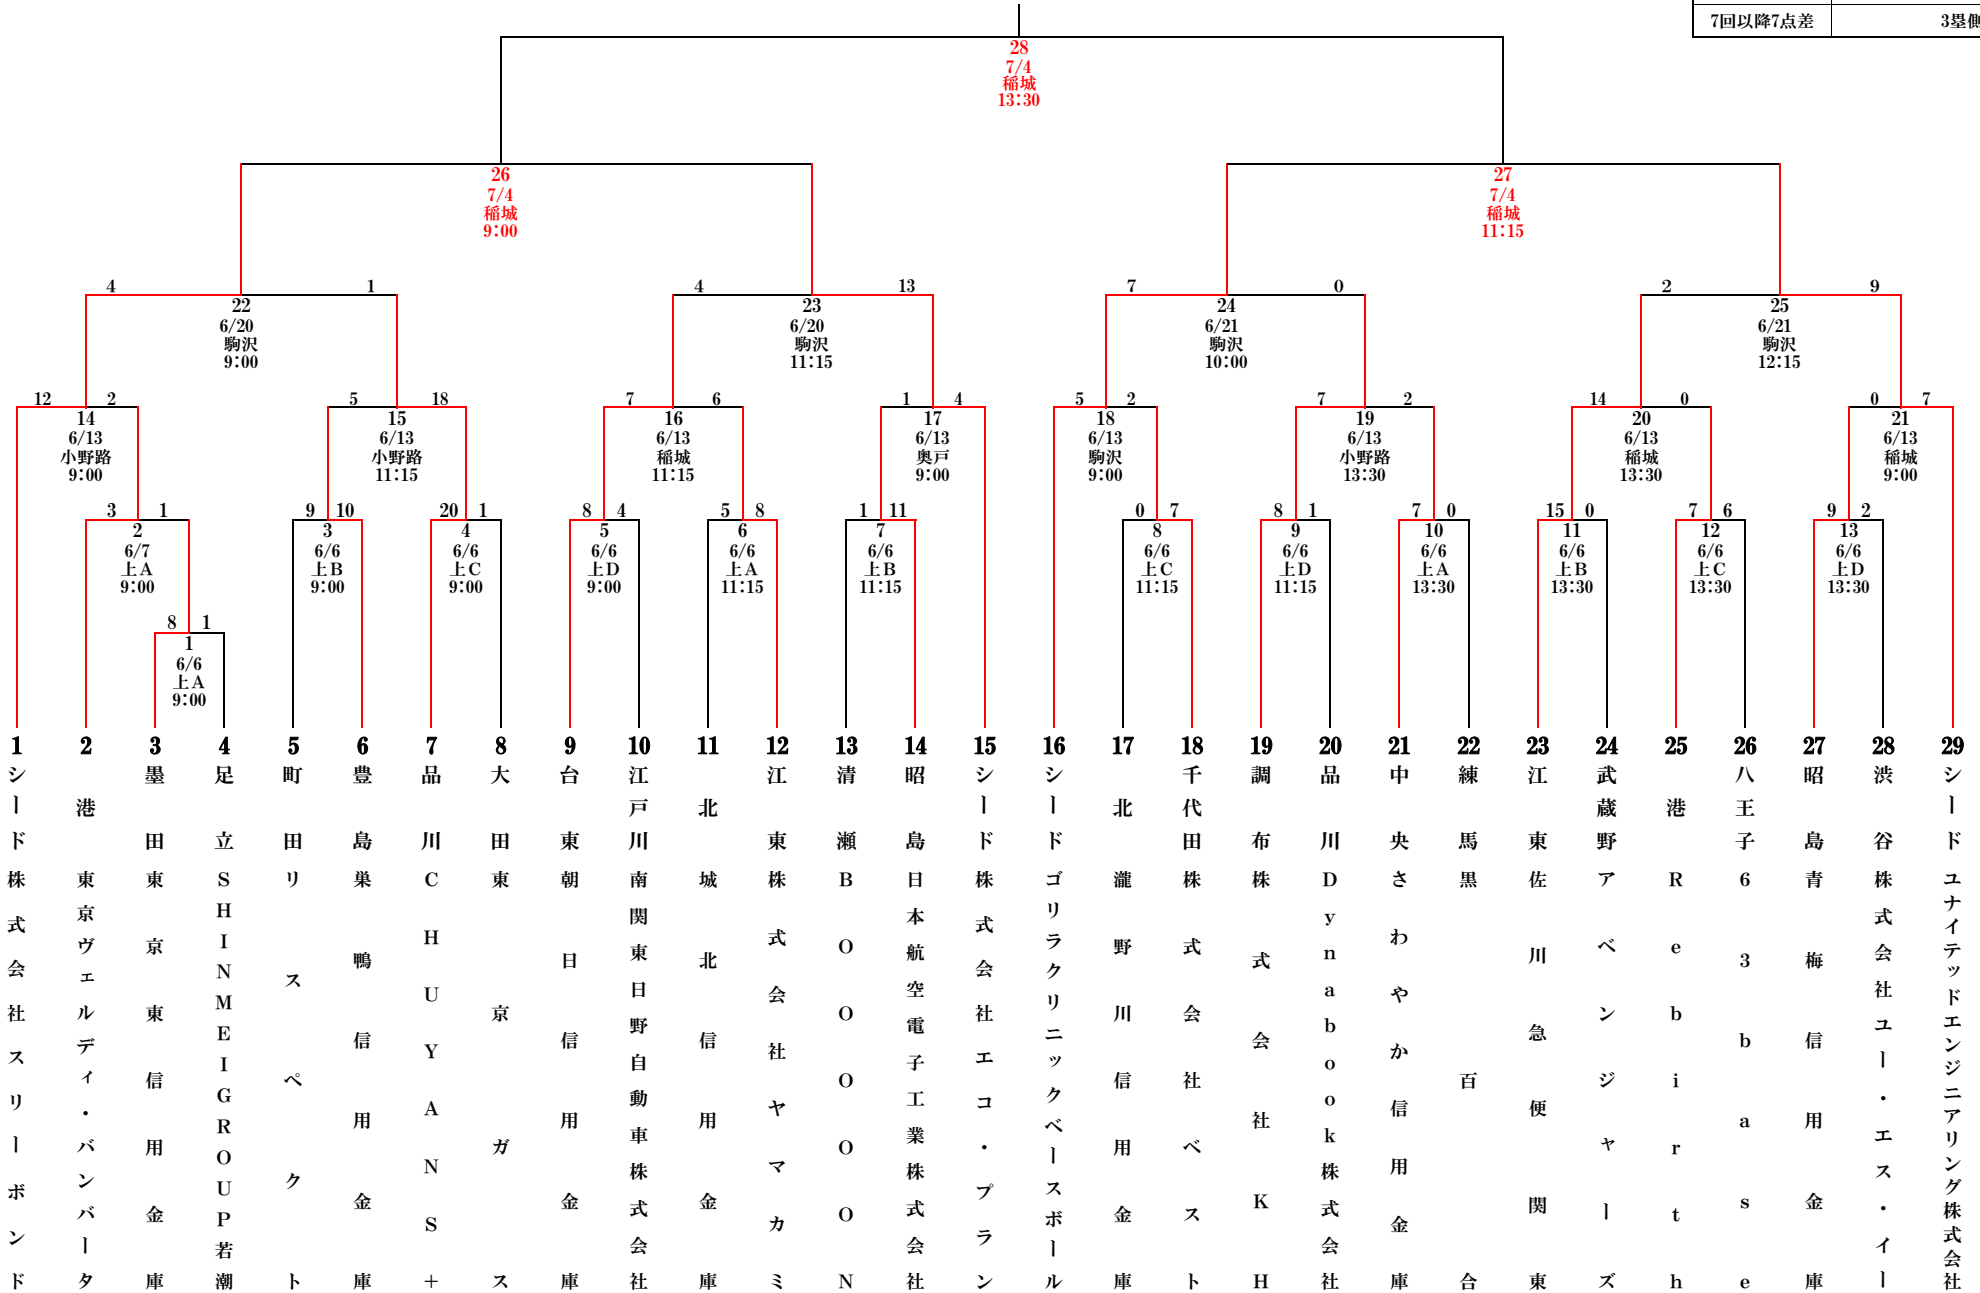 7回以降7点差 3塁側
28
7/4
稲城
13:30
26
7/4
稲城
9:00
27
7/4
稲城
11:15
4 1
22
6/20
駒沢
9:00
4 13
23
6/20
駒沢
11:15
7 0
24
6/21
駒沢
10:00
2 9
25
6/21
駒沢
12:15
12 2
14
6/13
小野路
9:00
5 18
15
6/13
小野路
11:15
7 6
16
6/13
稲城
11:15
1 4
17
6/13
奥戸
9:00
5 2
18
6/13
駒沢
9:00
7 2
19
6/13
小野路
13:30
14 0
20
6/13
稲城
13:30
0 7
21
6/13
稲城
9:00
3 1
2
6/7
上A
9:00
9 10
3
6/6
上B
9:00
20 1
4
6/6
上C
9:00
8 4
5
6/6
上D
9:00
5 8
6
6/6
上A
11:15
1 11
7
6/6
上B
11:15
0 7
8
6/6
上C
11:15
8 1
9
6/6
上D
11:15
7 0
10
6/6
上A
13:30
15 0
11
6/6
上B
13:30
7 6
12
6/6
上C
13:30
9 2
13
6/6
上D
13:30
8 1
1
6/6
上A
9:00
1 シード 株式会社スリーボンド
2 港 東京ヴェルディ・バンバータ
3 墨田 東京東信用金庫
4 足立 SHINMEIGROUP若潮
5 町田 リスペクト
6 豊島 巣鴨信用金庫
7 品川 CHUYANS+
8 大田 東京ガス
9 台東 朝日信用金庫
10 江戸川 南関東日野自動車株式会社
11 北 城北信用金庫
12 江東 株式会社ヤマカミ
13 清瀬 BOOOON
14 昭島 日本航空電子工業株式会社
15 シード 株式会社エコ・プラン
16 シード ゴリラクリニックベースボール
17 北 瀧野川信用金庫
18 千代田 株式会社ベスト
19 調布 株式会社KH
20 品川 Dynabook株式会社
21 中央 さわやか信用金庫
22 練馬 黒百合
23 江東 佐川急便関東
24 武蔵野 アベンジャーズ
25 港 Rebirth
26 八王子 63base
27 昭島 青梅信用金庫
28 渋谷 株式会社ユー・エス・イー
29 シード ユナイテッドエンジニアリング株式会社